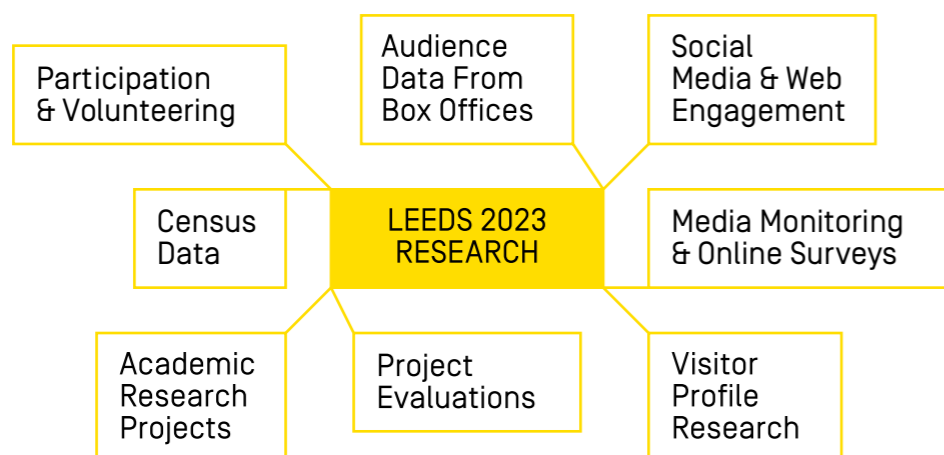 Participation
& Volunteering
Audience
Data From
Box Offices
Social
Media & Web
Engagement
Census
Data
LEEDS 2023
RESEARCH
Media Monitoring
& Online Surveys
Academic
Research
Projects
Project
Evaluations
Visitor
Profile
Research